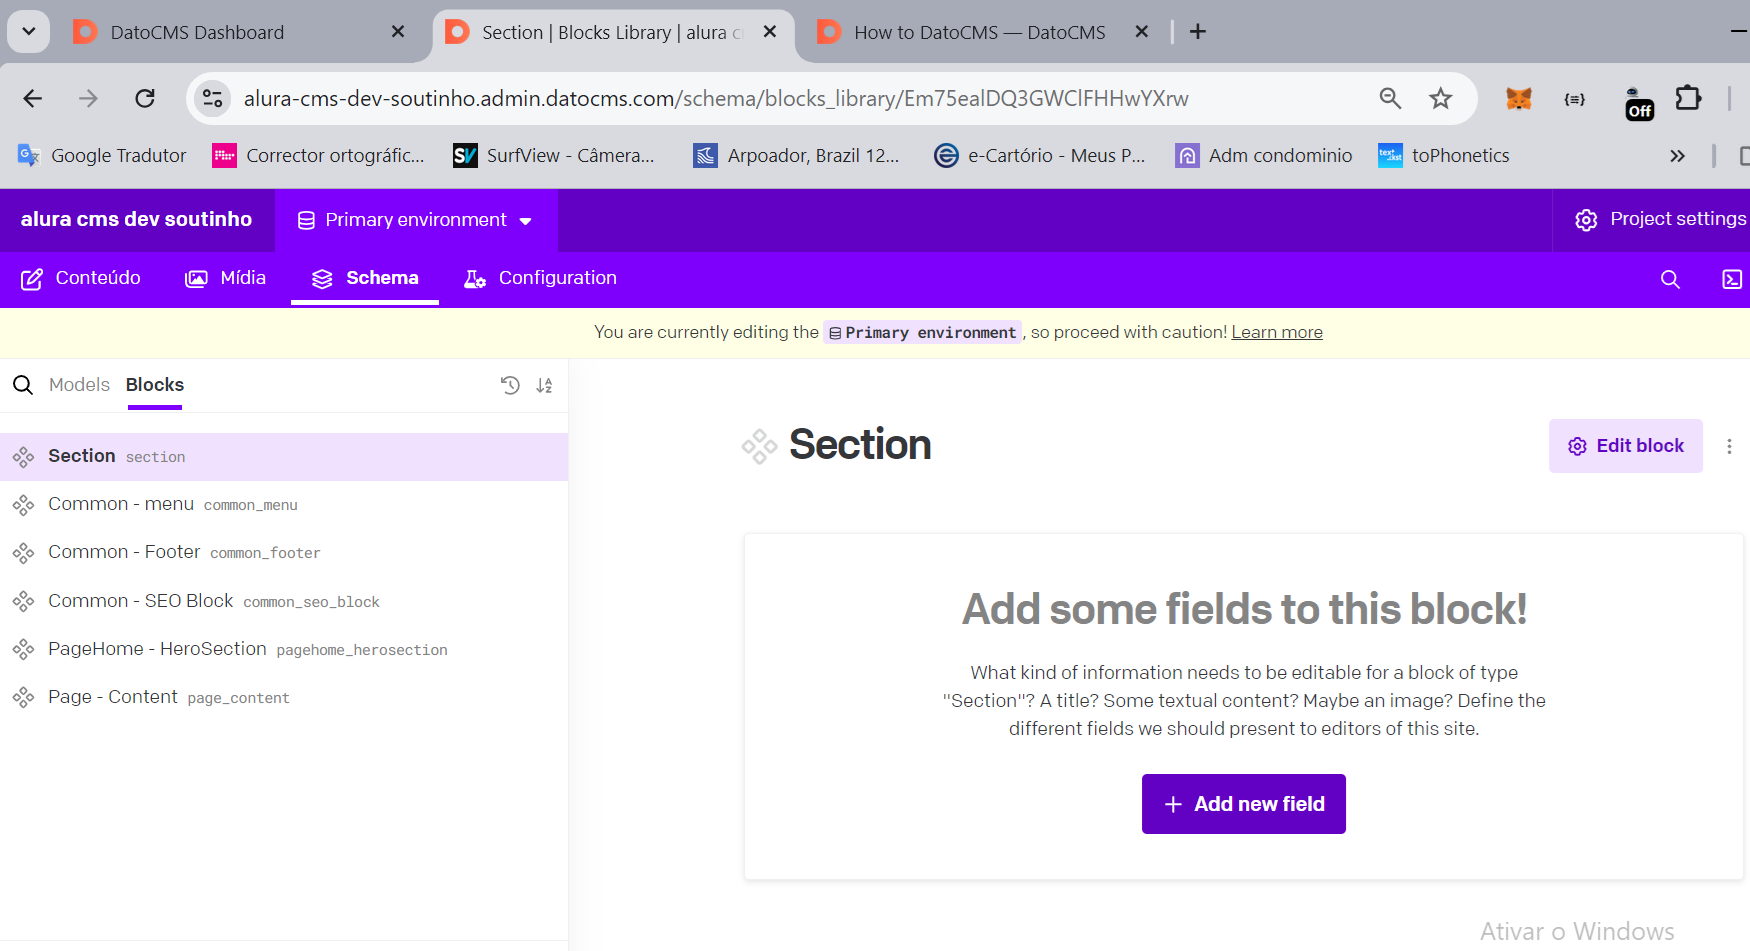 DatoCMS Dashboard
Section | Blocks Library | alura c
How to DatoCMS — DatoCMS
alura-cms-dev-soutinho.admin.datocms.com/schema/blocks_library/Em75ealDQ3GWClFHHwYXrw
Off
Google Tradutor
Corrector ortográfic...
SurfView - Câmera...
Arpoador, Brazil 12...
e-Cartório - Meus P...
Adm condominio
toPhonetics
alura cms dev soutinho
Primary environment
Project settings
Conteúdo
Mídia
Schema
Configuration
You are currently editing the Primary environment, so proceed with caution! Learn more
Models
Blocks
Section section
Common - menu common_menu
Common - Footer common_footer
Common - SEO Block common_seo_block
PageHome - HeroSection pagehome_herosection
Page - Content page_content
Section
Edit block
Add some fields to this block!
What kind of information needs to be editable for a block of type
"Section"? A title? Some textual content? Maybe an image? Define the
different fields we should present to editors of this site.
+ Add new field
Ativar o Windows